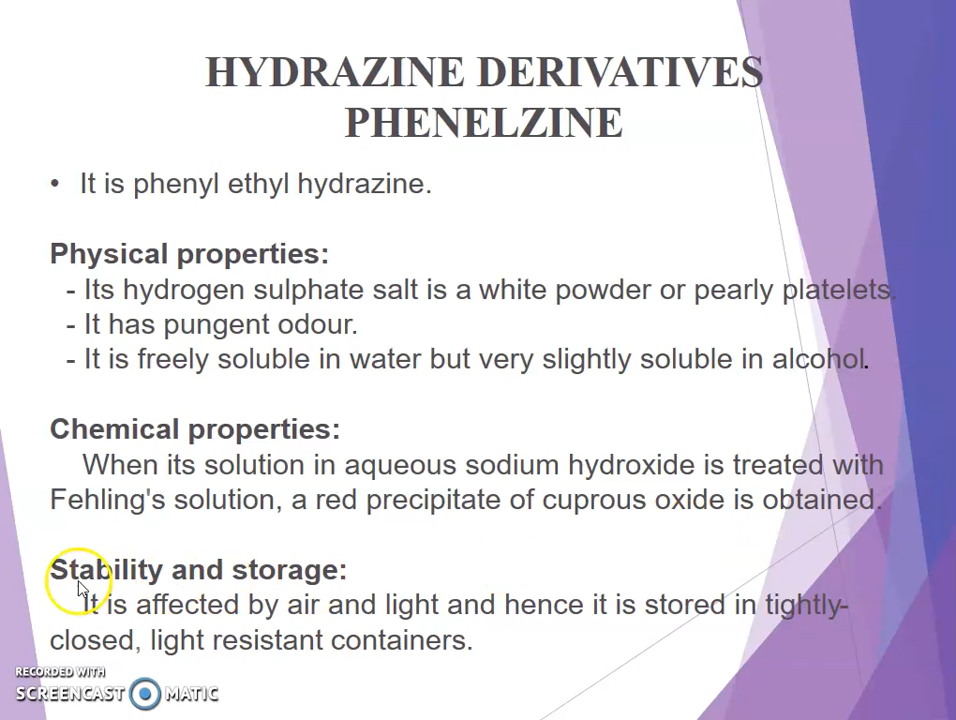 HYDRAZINE DERIVATIVES
PHENELZINE
• It is phenyl ethyl hydrazine.
Physical properties:
- Its hydrogen sulphate salt is a white powder or pearly platelets.
- It has pungent odour.
- It is freely soluble in water but very slightly soluble in alcohol.
Chemical properties:
When its solution in aqueous sodium hydroxide is treated with
Fehling's solution, a red precipitate of cuprous oxide is obtained.
Stability and storage:
It is affected by air and light and hence it is stored in tightly-
closed, light resistant containers.
RECORDED WITH
SCREENCAST MATIC